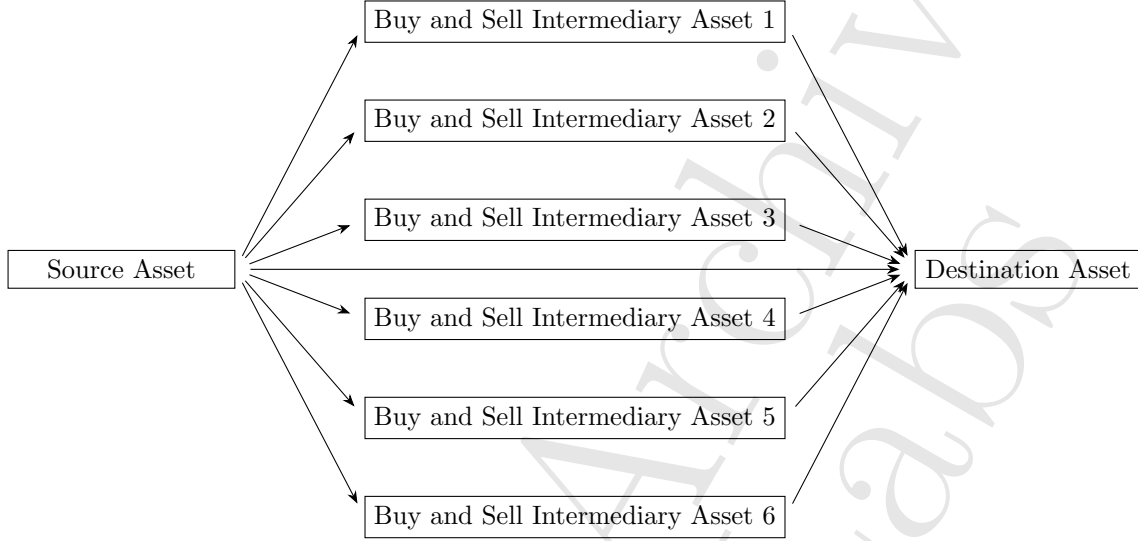 Buy and Sell Intermediary Asset 1
Buy and Sell Intermediary Asset 2
Buy and Sell Intermediary Asset 3
Source Asset
Destination Asset
Buy and Sell Intermediary Asset 4
Buy and Sell Intermediary Asset 5
Buy and Sell Intermediary Asset 6